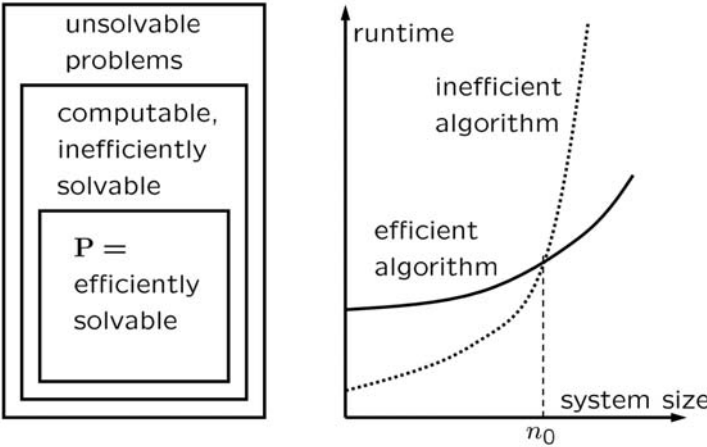 unsolvable
problems
computable,
inefficiently
solvable
P =
efficiently
solvable
runtime
inefficient
algorithm
efficient
algorithm
system size
n₀